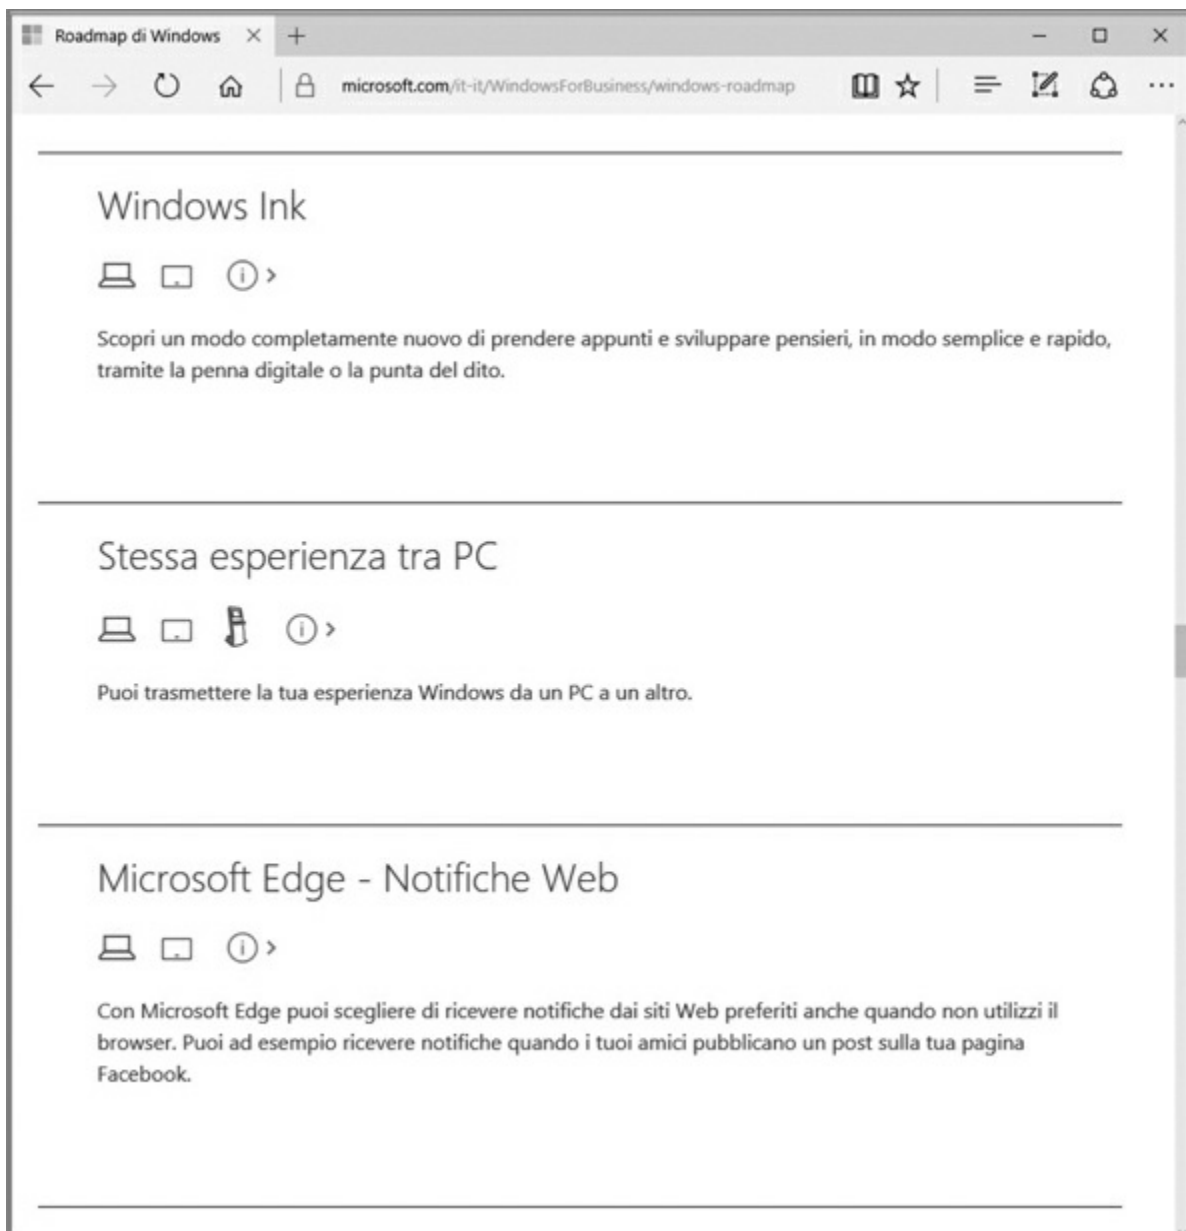 Roadmap di Windows
microsoft.com/it-it/WindowsForBusiness/windows-roadmap
Windows Ink
Scopri un modo completamente nuovo di prendere appunti e sviluppare pensieri, in modo semplice e rapido,
tramite la penna digitale o la punta del dito.
Stessa esperienza tra PC
Puoi trasmettere la tua esperienza Windows da un PC a un altro.
Microsoft Edge - Notifiche Web
Con Microsoft Edge puoi scegliere di ricevere notifiche dai siti Web preferiti anche quando non utilizzi il
browser. Puoi ad esempio ricevere notifiche quando i tuoi amici pubblicano un post sulla tua pagina
Facebook.